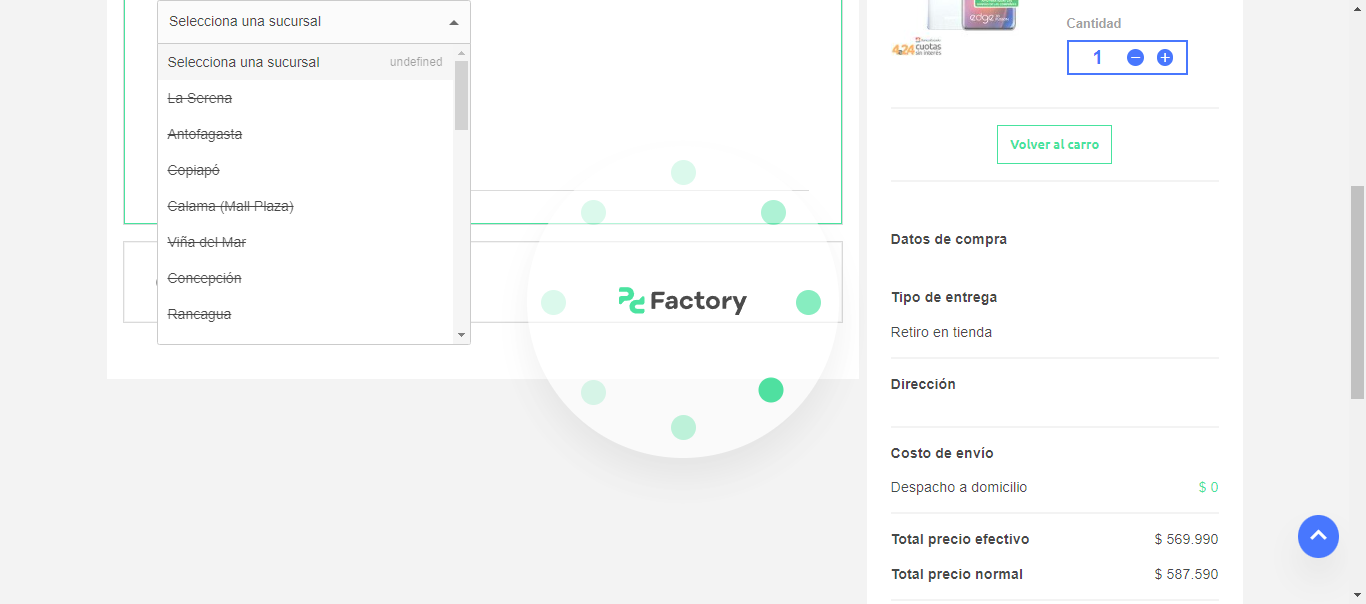 Selecciona una sucursal
Selecciona una sucursal undefined
La Serena
Antofagasta
Copiapó
Calama (Mall Plaza)
Viña del Mar
Concepción
Rancagua
Factory
edge
cuotas
sin interés
Cantidad
1
Volver al carro
Datos de compra
Tipo de entrega
Retiro en tienda
Dirección
Costo de envío
Despacho a domicilio $ 0
Total precio efectivo $ 569.990
Total precio normal $ 587.590